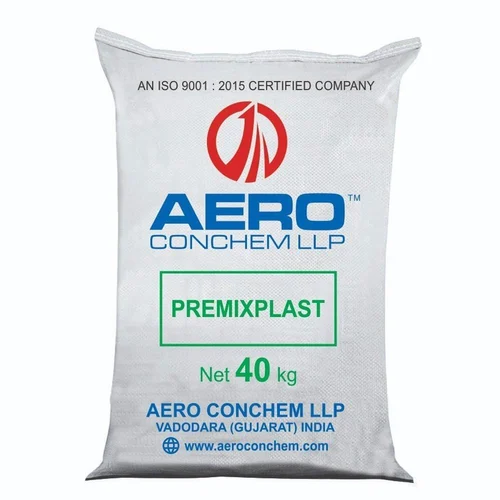 AN ISO 9001 : 2015 CERTIFIED COMPANY
AERO™
CONCHEM LLP
PREMIXPLAST
Net 40 kg
AERO CONCHEM LLP
VADODARA (GUJARAT) INDIA
www.aeroconchem.com